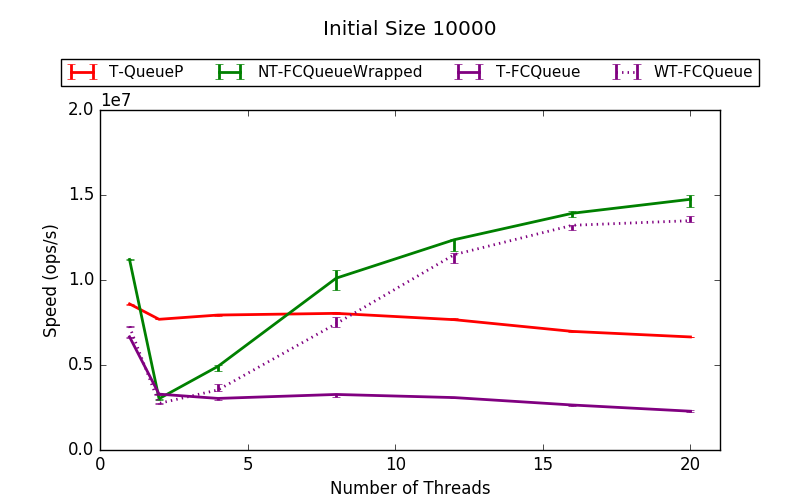 Initial Size 10000
T-QueueP NT-FCQueueWrapped T-FCQueue WT-FCQueue
1e7
2.0
1.5
1.0
0.5
0.0
Speed (ops/s)
0 5 10 15 20
Number of Threads